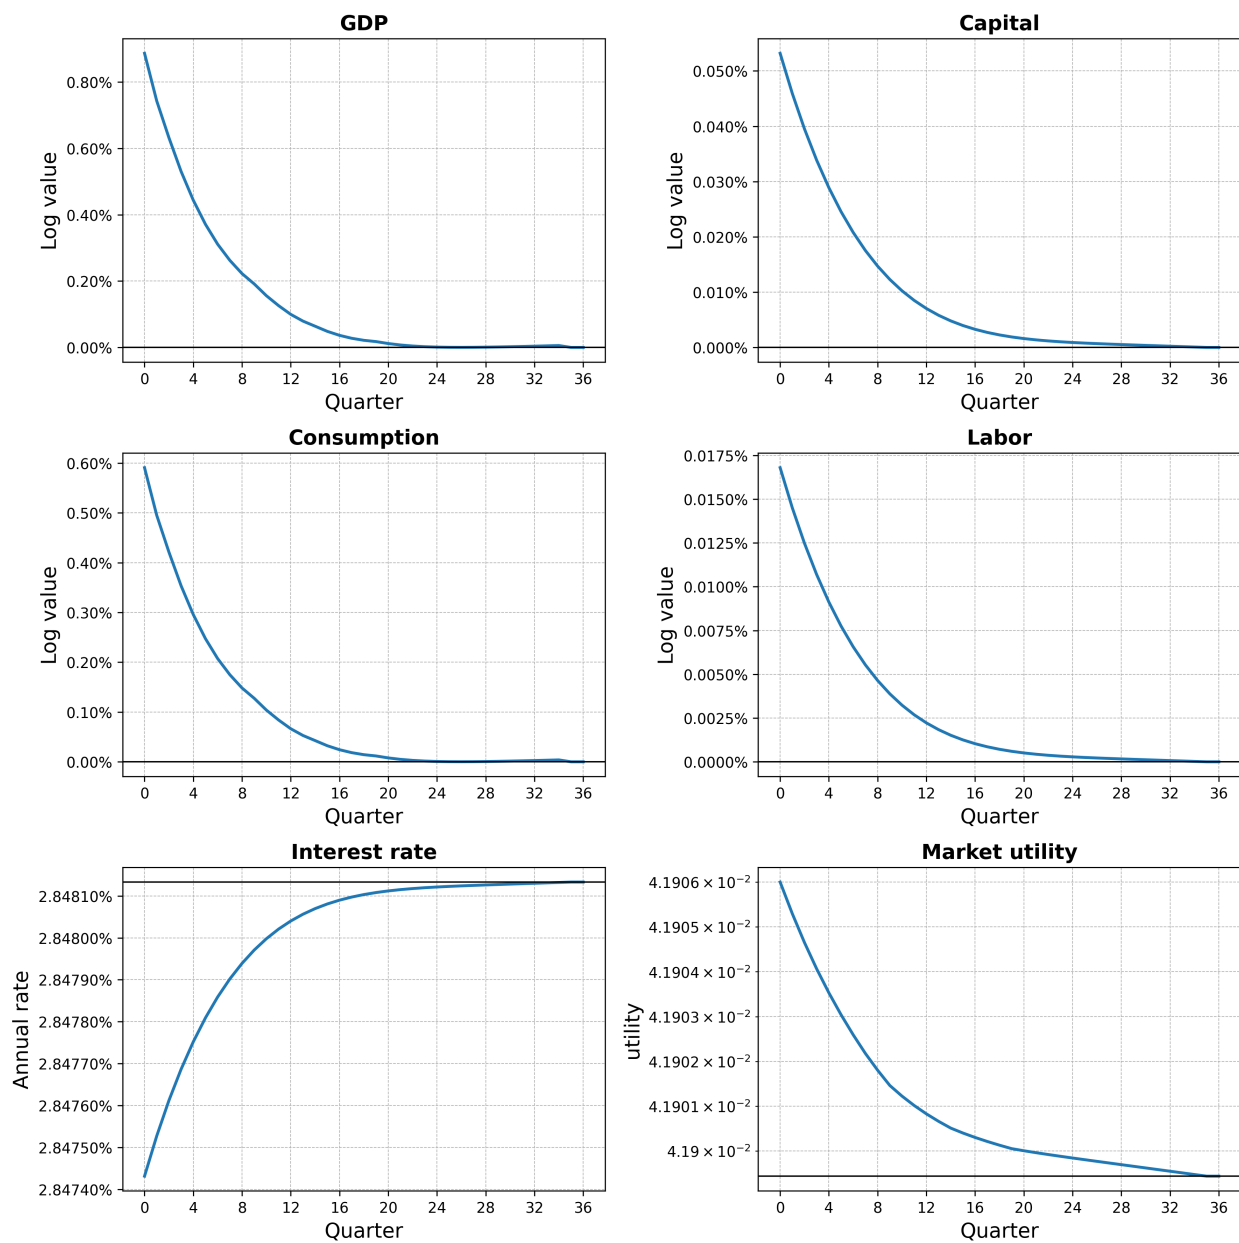 GDP
Log value
0.80%
0.60%
0.40%
0.20%
0.00%
0 4 8 12 16 20 24 28 32 36
Quarter
Capital
Log value
0.050%
0.040%
0.030%
0.020%
0.010%
0.000%
0 4 8 12 16 20 24 28 32 36
Quarter
Consumption
Log value
0.60%
0.50%
0.40%
0.30%
0.20%
0.10%
0.00%
0 4 8 12 16 20 24 28 32 36
Quarter
Labor
Log value
0.0175%
0.0150%
0.0125%
0.0100%
0.0075%
0.0050%
0.0025%
0.0000%
0 4 8 12 16 20 24 28 32 36
Quarter
Interest rate
Annual rate
2.84810%
2.84800%
2.84790%
2.84780%
2.84770%
2.84760%
2.84750%
2.84740%
0 4 8 12 16 20 24 28 32 36
Quarter
Market utility
utility
4.1906 × 10⁻²
4.1905 × 10⁻²
4.1904 × 10⁻²
4.1903 × 10⁻²
4.1902 × 10⁻²
4.1901 × 10⁻²
4.19 × 10⁻²
0 4 8 12 16 20 24 28 32 36
Quarter